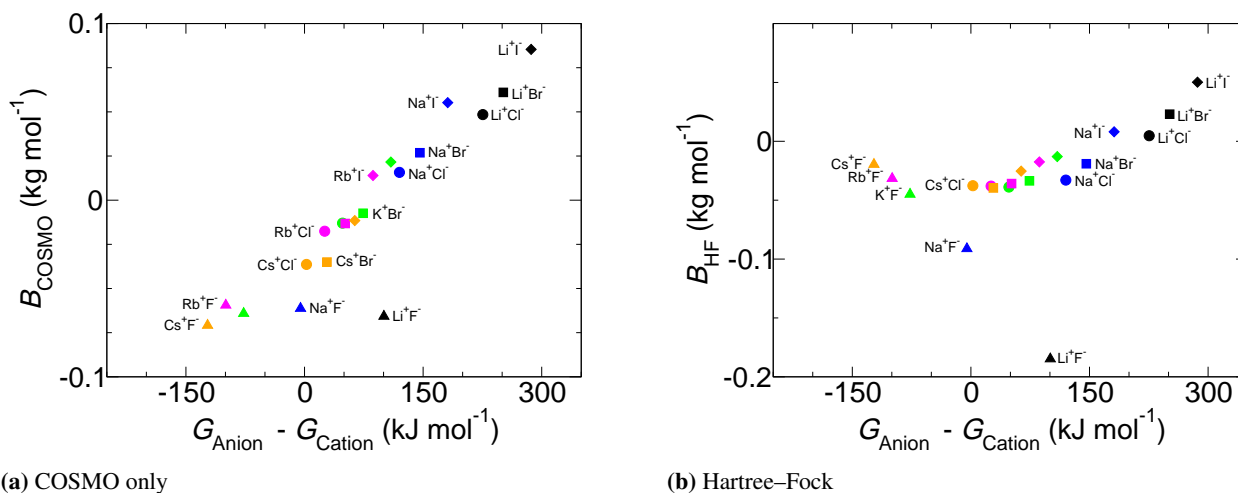 0.1
0
-0.1
B_COSMO (kg mol⁻¹)
Li⁺I⁻
Li⁺Br⁻
Na⁺I⁻
Li⁺Cl⁻
Na⁺Br⁻
Rb⁺I⁻
Na⁺Cl⁻
K⁺Br⁻
Rb⁺Cl⁻
Cs⁺Cl⁻
Cs⁺Br⁻
Rb⁺F⁻
Na⁺F⁻
Li⁺F⁻
Cs⁺F⁻
-150 0 150 300
G_Anion - G_Cation (kJ mol⁻¹)
(a) COSMO only
0
-0.1
-0.2
B_HF (kg mol⁻¹)
Li⁺I⁻
Li⁺Br⁻
Na⁺I⁻
Li⁺Cl⁻
Cs⁺F⁻
Na⁺Br⁻
Rb⁺F⁻
Cs⁺Cl⁻
Na⁺Cl⁻
K⁺F⁻
Na⁺F⁻
Li⁺F⁻
-150 0 150 300
G_Anion - G_Cation (kJ mol⁻¹)
(b) Hartree–Fock